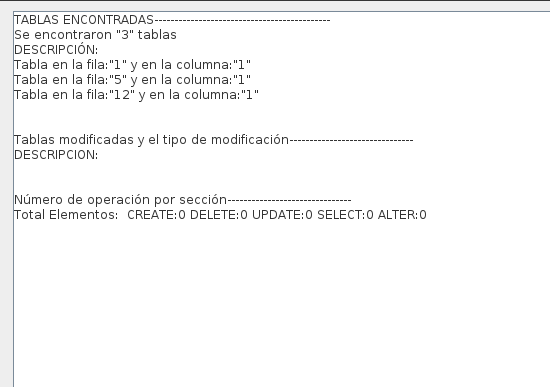 TABLAS ENCONTRADAS--------------------------------------------
Se encontraron "3" tablas
DESCRIPCIÓN:
Tabla en la fila:"1" y en la columna:"1"
Tabla en la fila:"5" y en la columna:"1"
Tabla en la fila:"12" y en la columna:"1"
Tablas modificadas y el tipo de modificación-------------------------------
DESCRIPCION:
Número de operación por sección-------------------------------
Total Elementos:  CREATE:0 DELETE:0 UPDATE:0 SELECT:0 ALTER:0